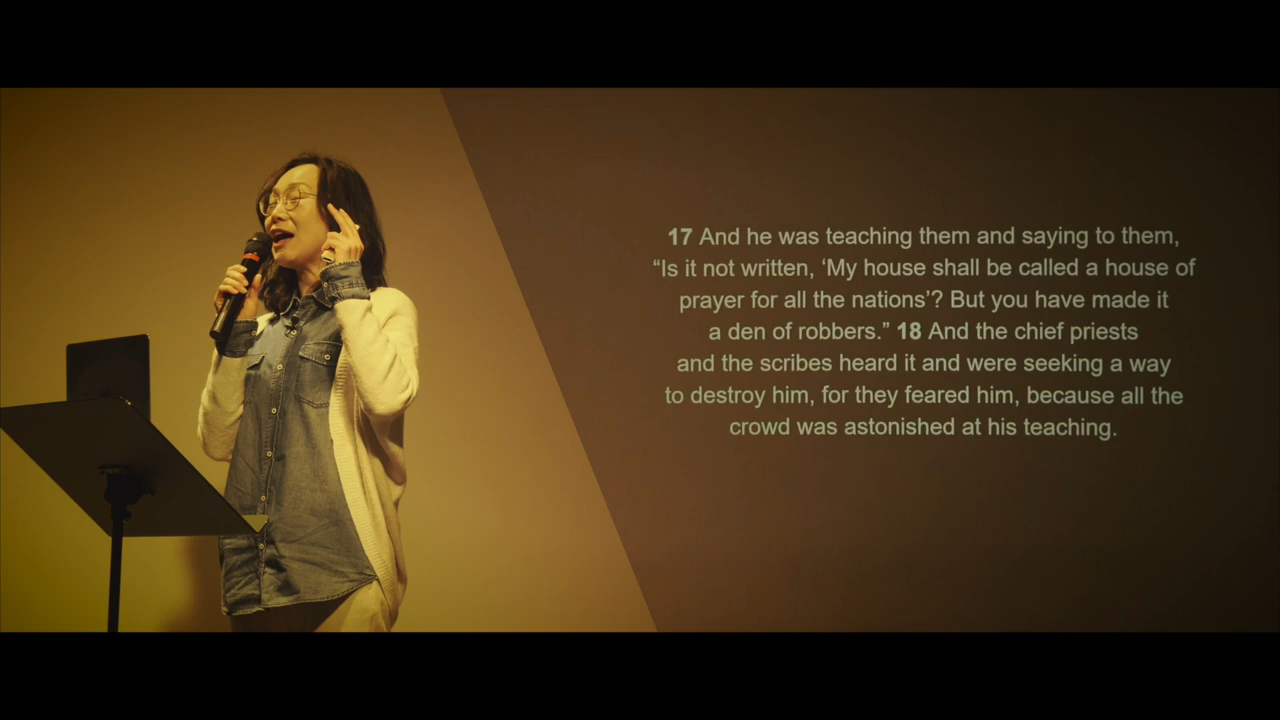 17 And he was teaching them and saying to them,
“Is it not written, ‘My house shall be called a house of
prayer for all the nations’? But you have made it
a den of robbers.” 18 And the chief priests
and the scribes heard it and were seeking a way
to destroy him, for they feared him, because all the
crowd was astonished at his teaching.